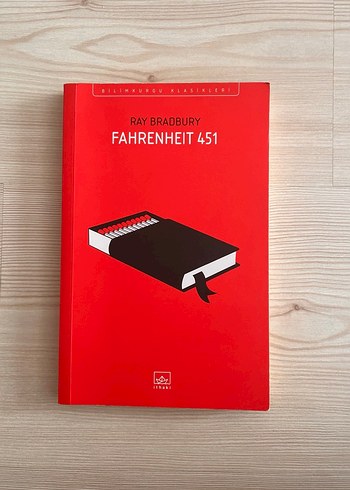 BİLİMKURGU KLASİKLERİ
RAY BRADBURY
FAHRENHEIT 451
ithaki